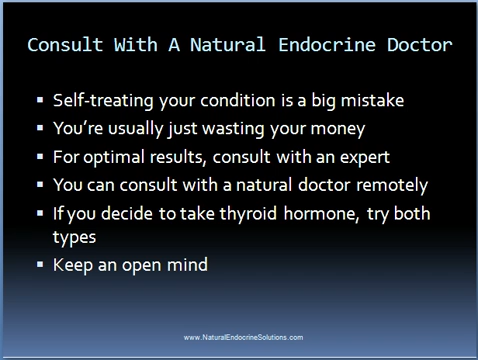 Consult With A Natural Endocrine Doctor
▪ Self-treating your condition is a big mistake
▪ You're usually just wasting your money
▪ For optimal results, consult with an expert
▪ You can consult with a natural doctor remotely
▪ If you decide to take thyroid hormone, try both
types
▪ Keep an open mind
www.NaturalEndocrineSolutions.com